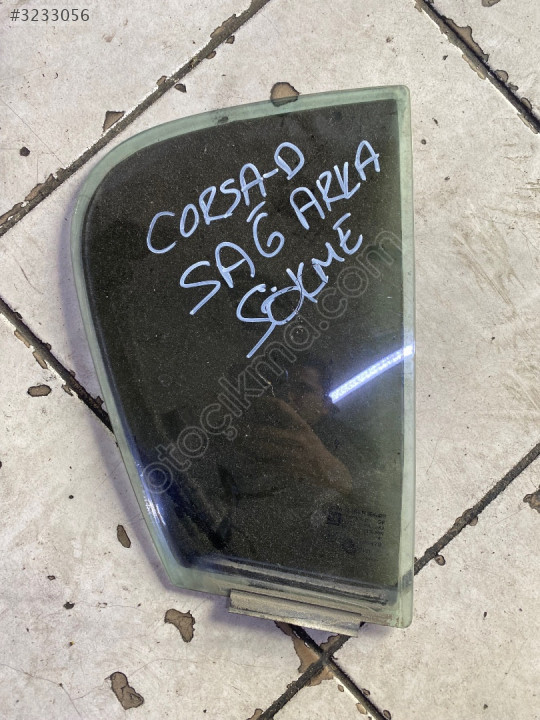 #3233056
CORSA-D
SAĞ ARKA
SÖKME
otoçıkma.com